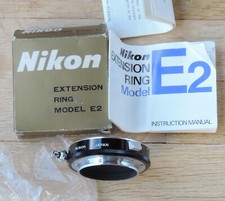 Nikon
EXTENSION
RING
MODEL E2
Nikon
EXTENSION
RING
Model
E2
INSTRUCTION MANUAL